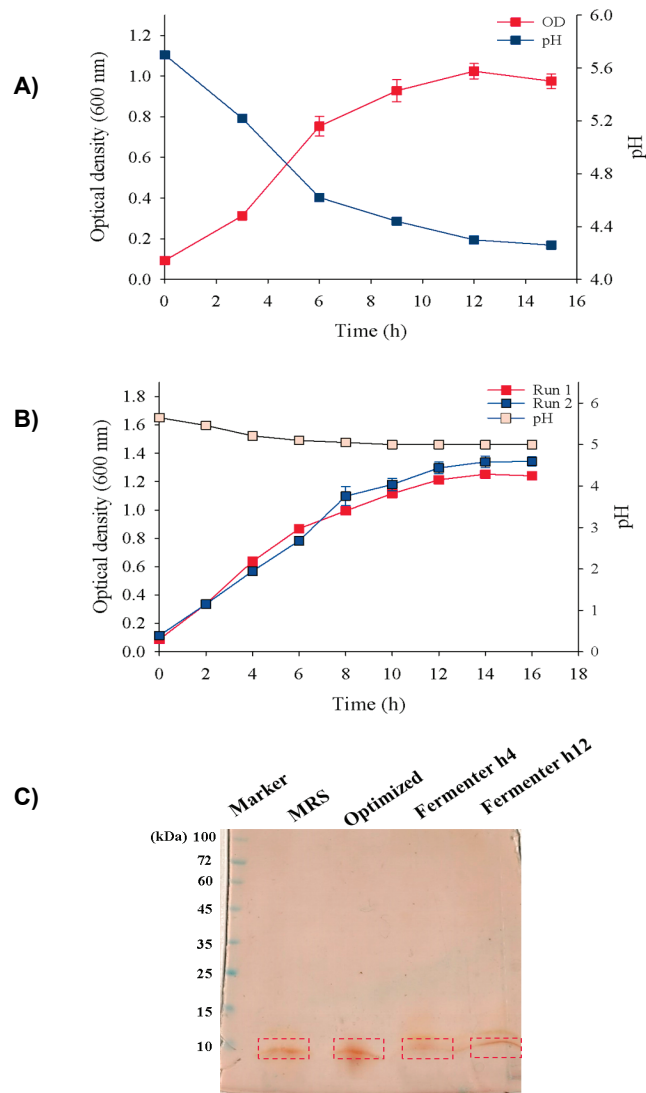 A)
OD
pH
Optical density (600 nm)
1.2
1.0
0.8
0.6
0.4
0.2
0.0
6.0
5.6
5.2
4.8
4.4
4.0
pH
0 2 4 6 8 10 12 14 16
Time (h)
B)
Run 1
Run 2
pH
Optical density (600 nm)
1.8
1.6
1.4
1.2
1.0
0.8
0.6
0.4
0.2
0.0
6
5
4
3
2
1
0
pH
0 2 4 6 8 10 12 14 16 18
Time (h)
C)
Marker
MRS
Optimized
Fermenter h4
Fermenter h12
(kDa) 100
72
60
45
35
25
15
10